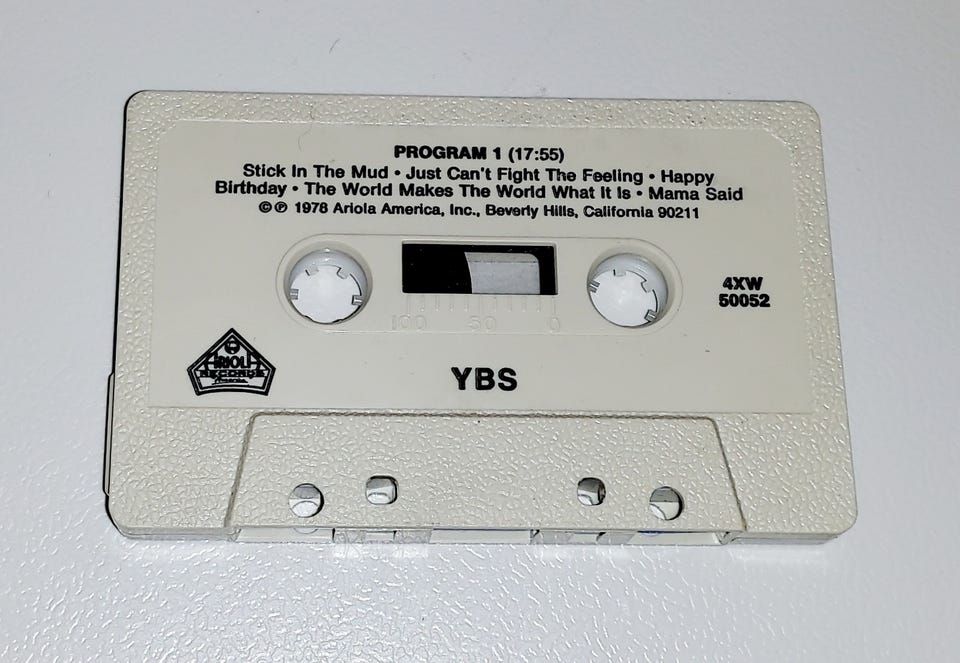 PROGRAM 1 (17:55)
Stick In The Mud • Just Can't Fight The Feeling • Happy
Birthday • The World Makes The World What It Is • Mama Said
©℗ 1978 Ariola America, Inc., Beverly Hills, California 90211
4XW
50052
100 50 0
ARIOLA
RECORDS
America
YBS